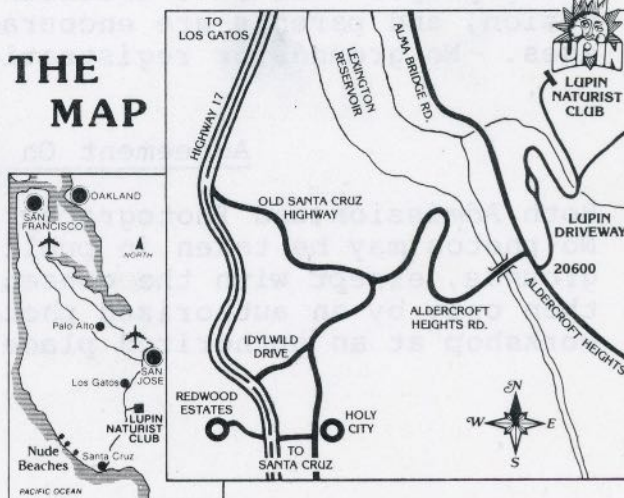 THE
MAP
TO
LOS GATOS
HIGHWAY 17
LEXINGTON
RESERVOIR
ALMA BRIDGE RD.
LUPIN
LUPIN
NATURIST
CLUB
OLD SANTA CRUZ
HIGHWAY
LUPIN
DRIVEWAY
20600
ALDERCROFT
HEIGHTS RD.
ALDERCROFT HEIGHTS
IDYLWILD
DRIVE
REDWOOD
ESTATES
HOLY
CITY
TO
SANTA CRUZ
N
W E
S
OAKLAND
SAN
FRANCISCO
NORTH
Palo Alto
SAN
JOSE
Los Gatos
LUPIN
NATURIST
CLUB
Nude
Beaches
Santa Cruz
PACIFIC OCEAN